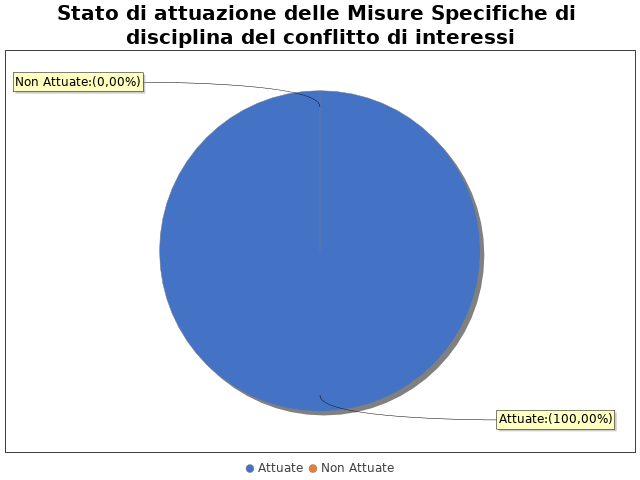 Stato di attuazione delle Misure Specifiche di
disciplina del conflitto di interessi
Non Attuate:(0,00%)
Attuate:(100,00%)
Attuate Non Attuate